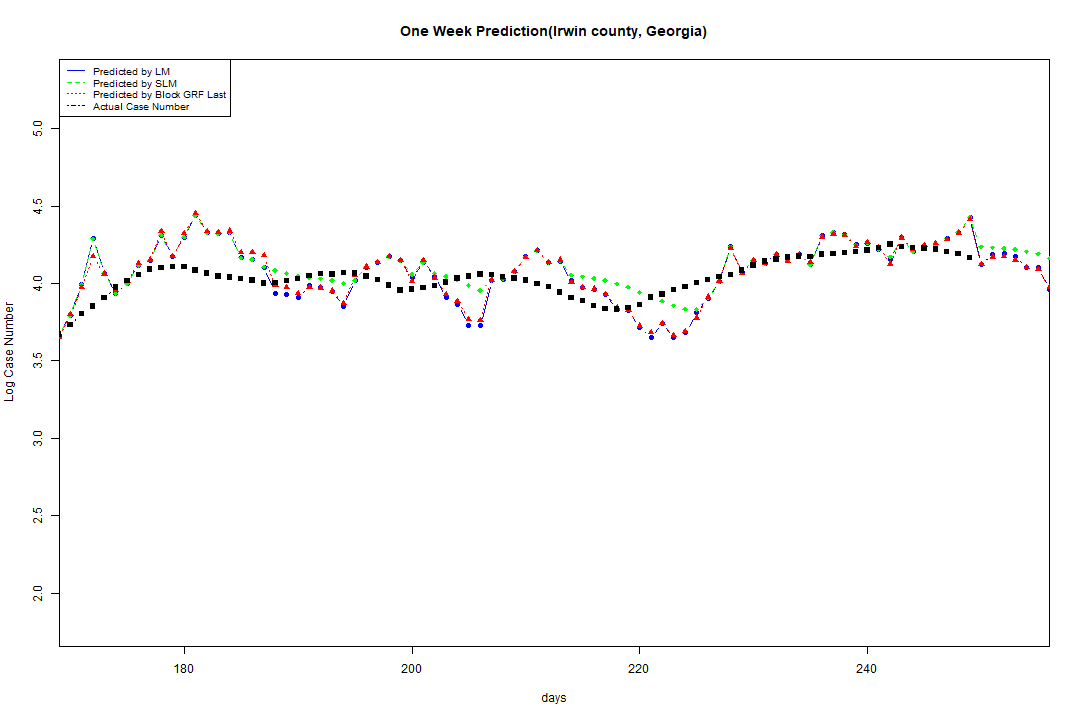 One Week Prediction(Irwin county, Georgia)
Predicted by LM
Predicted by SLM
Predicted by Block GRF Last
Actual Case Number
5.0
4.5
4.0
3.5
3.0
2.5
2.0
Log Case Number
180 200 220 240
days